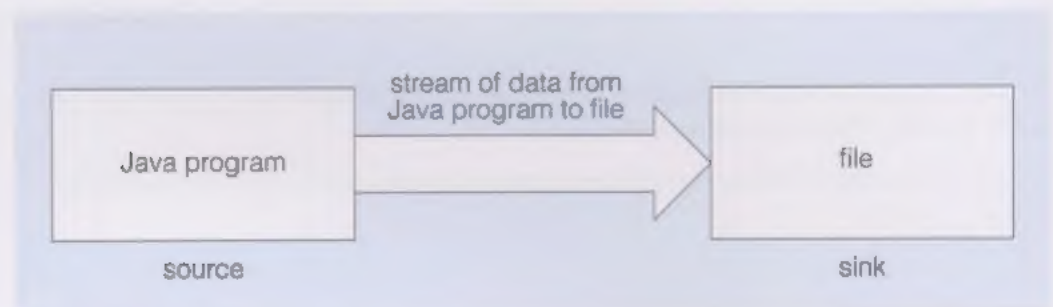 stream of data from
Java program to file
Java program
file
source
sink